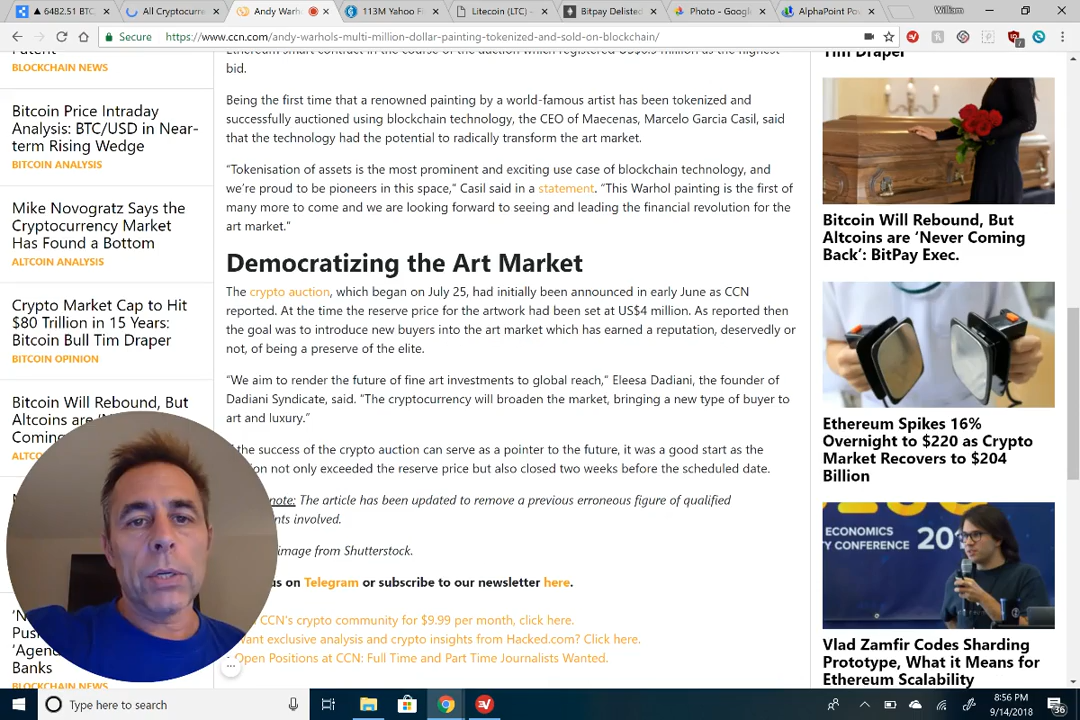 ▲ 6482.51 BTC
All Cryptocurre
Andy Warh
113M Yahoo F
Litecoin (LTC) -
Bitpay Delisted
Photo - Google
AlphaPoint Pow
William
Secure
https://www.ccn.com/andy-warhols-multi-million-dollar-painting-tokenized-and-sold-on-blockchain/
BLOCKCHAIN NEWS
Bitcoin Price Intraday
Analysis: BTC/USD in Near-
term Rising Wedge
BITCOIN ANALYSIS
Mike Novogratz Says the
Cryptocurrency Market
Has Found a Bottom
ALTCOIN ANALYSIS
Crypto Market Cap to Hit
$80 Trillion in 15 Years:
Bitcoin Bull Tim Draper
BITCOIN OPINION
Bitcoin Will Rebound, But
Altcoins are
Coming
ALTCO
Pus
'Agend
Banks
BLOCKCHAIN NEWS
bid.
Being the first time that a renowned painting by a world-famous artist has been tokenized and
successfully auctioned using blockchain technology, the CEO of Maecenas, Marcelo Garcia Casil, said
that the technology had the potential to radically transform the art market.
“Tokenisation of assets is the most prominent and exciting use case of blockchain technology, and
we’re proud to be pioneers in this space,” Casil said in a statement. “This Warhol painting is the first of
many more to come and we are looking forward to seeing and leading the financial revolution for the
art market.”
Democratizing the Art Market
The crypto auction, which began on July 25, had initially been announced in early June as CCN
reported. At the time the reserve price for the artwork had been set at US$4 million. As reported then
the goal was to introduce new buyers into the art market which has earned a reputation, deservedly or
not, of being a preserve of the elite.
“We aim to render the future of fine art investments to global reach,” Eleesa Dadiani, the founder of
Dadiani Syndicate, said. “The cryptocurrency will broaden the market, bringing a new type of buyer to
art and luxury.”
the success of the crypto auction can serve as a pointer to the future, it was a good start as the
on not only exceeded the reserve price but also closed two weeks before the scheduled date.
note: The article has been updated to remove a previous erroneous figure of qualified
nts involved.
image from Shutterstock.
us on Telegram or subscribe to our newsletter here.
CCN's crypto community for $9.99 per month, click here.
ant exclusive analysis and crypto insights from Hacked.com? Click here.
Open Positions at CCN: Full Time and Part Time Journalists Wanted.
Tim Draper
Bitcoin Will Rebound, But
Altcoins are ‘Never Coming
Back’: BitPay Exec.
Ethereum Spikes 16%
Overnight to $220 as Crypto
Market Recovers to $204
Billion
ECONOMICS
TY CONFERENCE 201
Vlad Zamfir Codes Sharding
Prototype, What it Means for
Ethereum Scalability
Type here to search
8:56 PM
9/14/2018
36